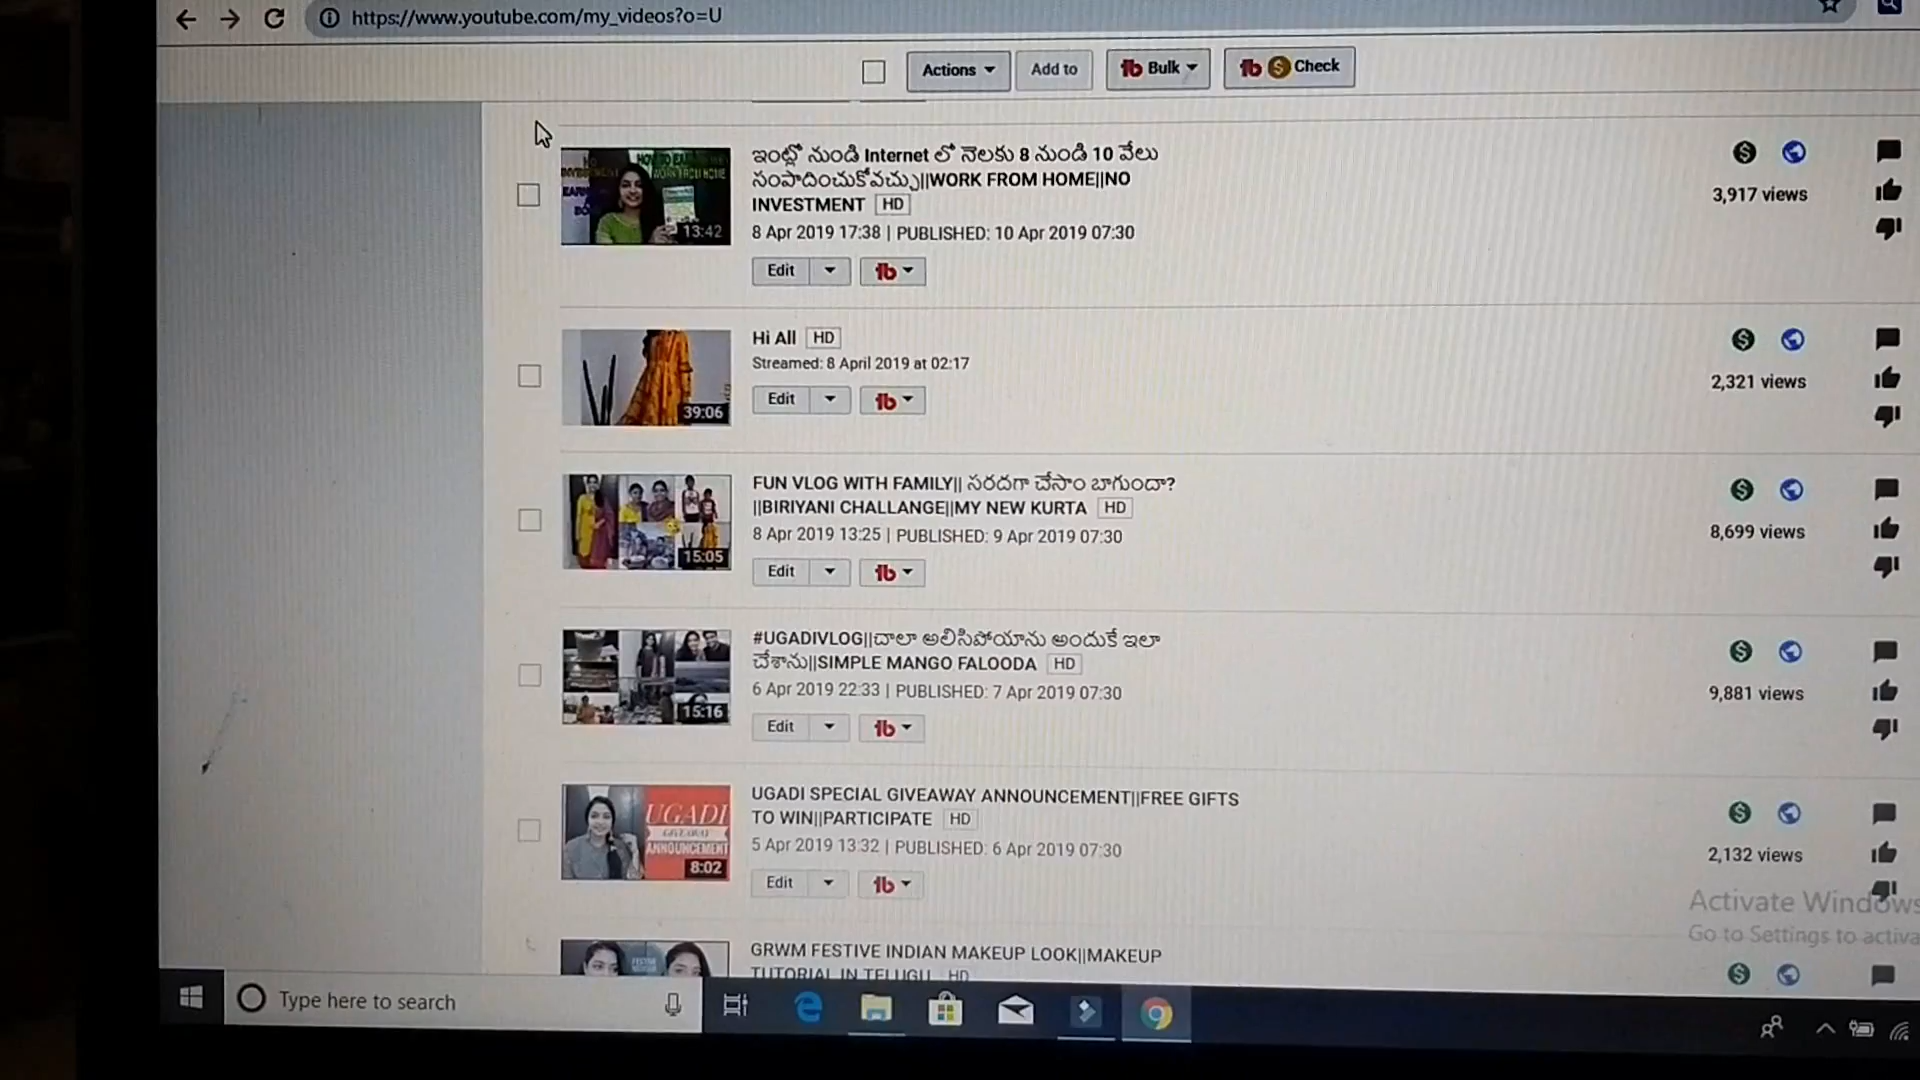 https://www.youtube.com/my_videos?o=U
Actions
Add to
Bulk
Check
ఇంట్లో నుండి Internet లో నెలకు 8 నుండి 10 వేలు
సంపాదించుకోవచ్చు||WORK FROM HOME||NO
INVESTMENT HD
8 Apr 2019 17:38 | PUBLISHED: 10 Apr 2019 07:30
13:42
Edit
3,917 views
Hi All HD
Streamed: 8 April 2019 at 02:17
39:06
Edit
2,321 views
FUN VLOG WITH FAMILY|| సరదగా చేసాం బాగుందా?
||BIRIYANI CHALLANGE||MY NEW KURTA HD
8 Apr 2019 13:25 | PUBLISHED: 9 Apr 2019 07:30
15:05
Edit
8,699 views
#UGADIVLOG||చాలా అలిసిపోయాను అందుకే ఇలా
చేశాను||SIMPLE MANGO FALOODA HD
6 Apr 2019 22:33 | PUBLISHED: 7 Apr 2019 07:30
15:16
Edit
9,881 views
UGADI SPECIAL GIVEAWAY ANNOUNCEMENT||FREE GIFTS
TO WIN||PARTICIPATE HD
5 Apr 2019 13:32 | PUBLISHED: 6 Apr 2019 07:30
UGADI
GIVEAWAY
ANNOUNCEMENT
8:02
Edit
2,132 views
Activate Windows
Go to Settings to activa
GRWM FESTIVE INDIAN MAKEUP LOOK||MAKEUP
TUTORIAL IN TELUGU HD
Type here to search